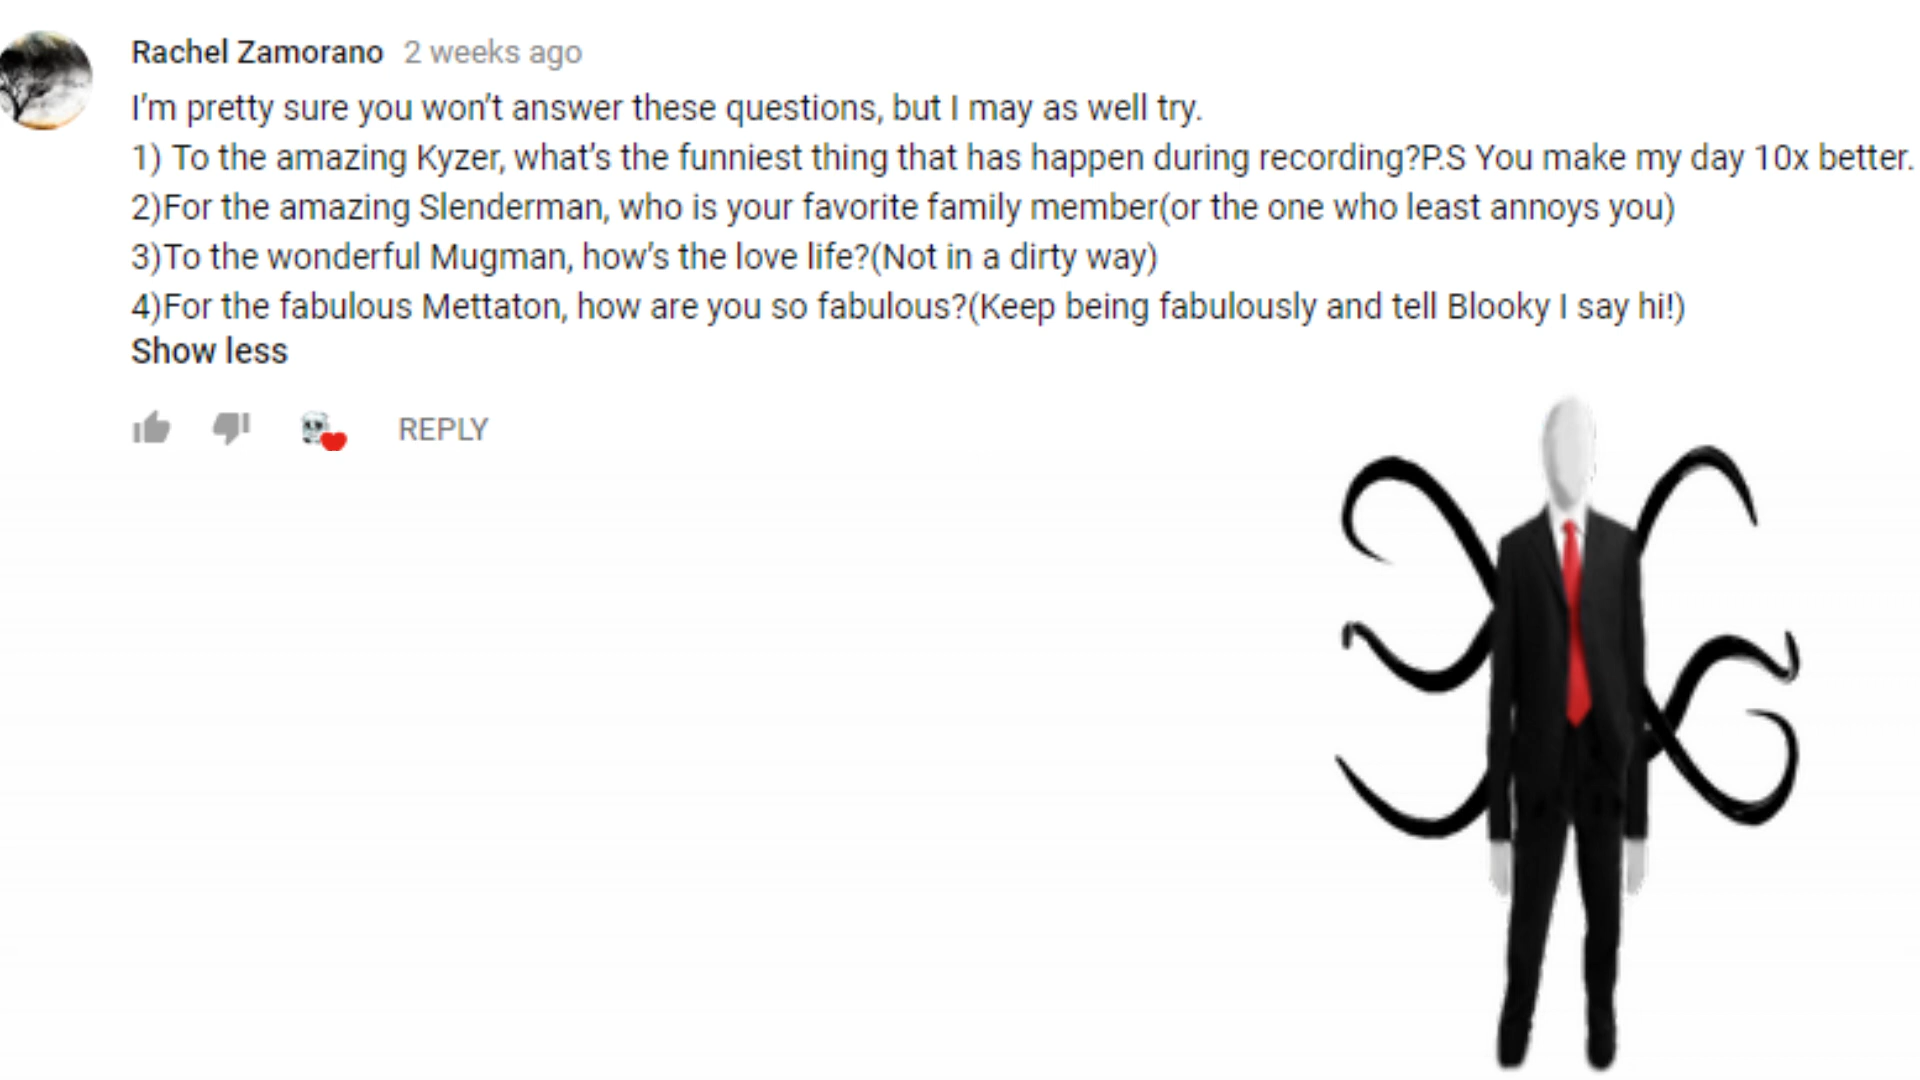 Rachel Zamorano 2 weeks ago
I'm pretty sure you won't answer these questions, but I may as well try.
1) To the amazing Kyzer, what's the funniest thing that has happen during recording?P.S You make my day 10x better.
2)For the amazing Slenderman, who is your favorite family member(or the one who least annoys you)
3)To the wonderful Mugman, how's the love life?(Not in a dirty way)
4)For the fabulous Mettaton, how are you so fabulous?(Keep being fabulously and tell Blooky I say hi!)
Show less
REPLY